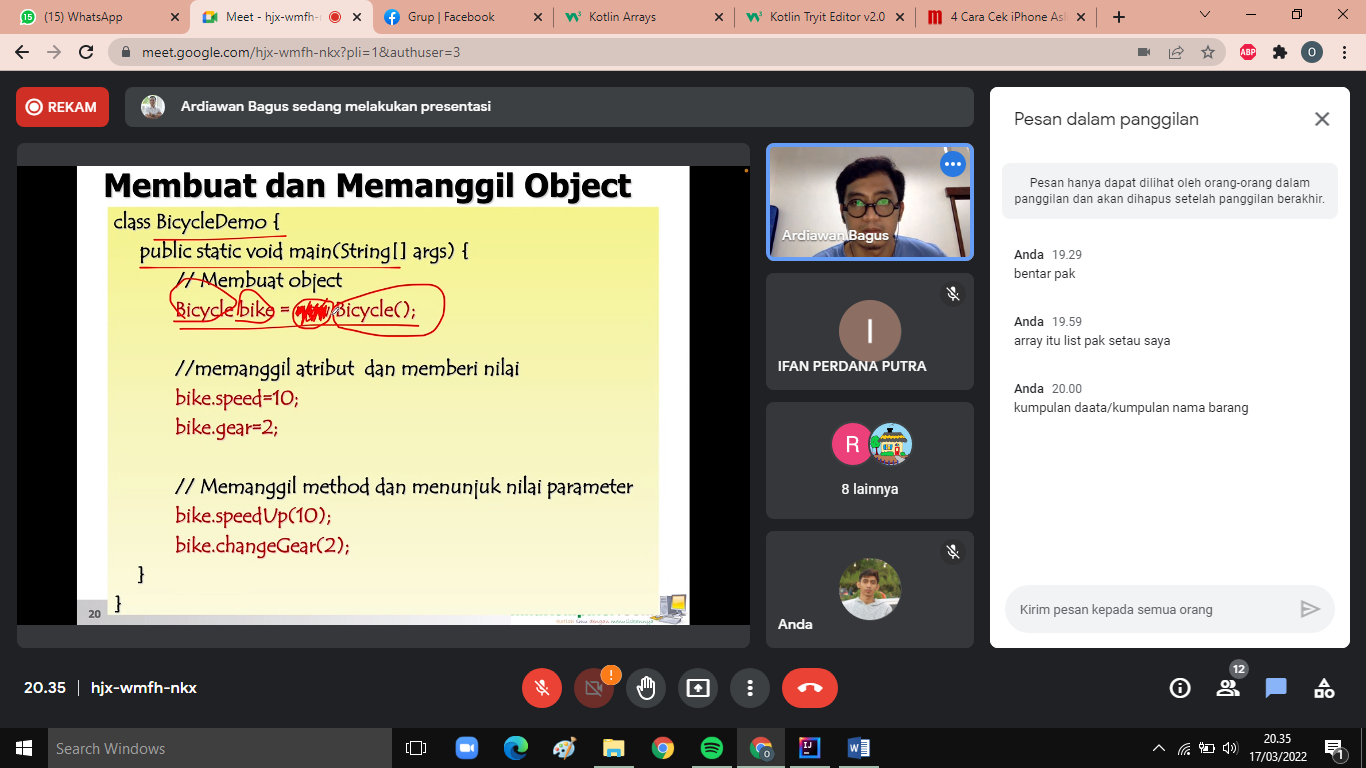 (15) WhatsApp
Meet - hjx-wmfh-
Grup | Facebook
Kotlin Arrays
Kotlin Tryit Editor v2.0
4 Cara Cek iPhone Asl
meet.google.com/hjx-wmfh-nkx?pli=1&authuser=3
ABP
O
REKAM
Ardiawan Bagus sedang melakukan presentasi
Membuat dan Memanggil Object
class BicycleDemo {
public static void main(String[] args) {
// Membuat object
Bicycle bike = Bicycle();
//memanggil atribut dan memberi nilai
bike.speed=10;
bike.gear=2;
// Memanggil method dan menunjuk nilai parameter
bike.speedUp(10);
bike.changeGear(2);
}
}
20
Ardiawan Bagus
I
IFAN PERDANA PUTRA
R
8 lainnya
Anda
Pesan dalam panggilan
Pesan hanya dapat dilihat oleh orang-orang dalam
panggilan dan akan dihapus setelah panggilan berakhir.
Anda 19.29
bentar pak
Anda 19.59
array itu list pak setau saya
Anda 20.00
kumpulan daata/kumpulan nama barang
Kirim pesan kepada semua orang
20.35 | hjx-wmfh-nkx
!
12
Search Windows
20.35
17/03/2022
1